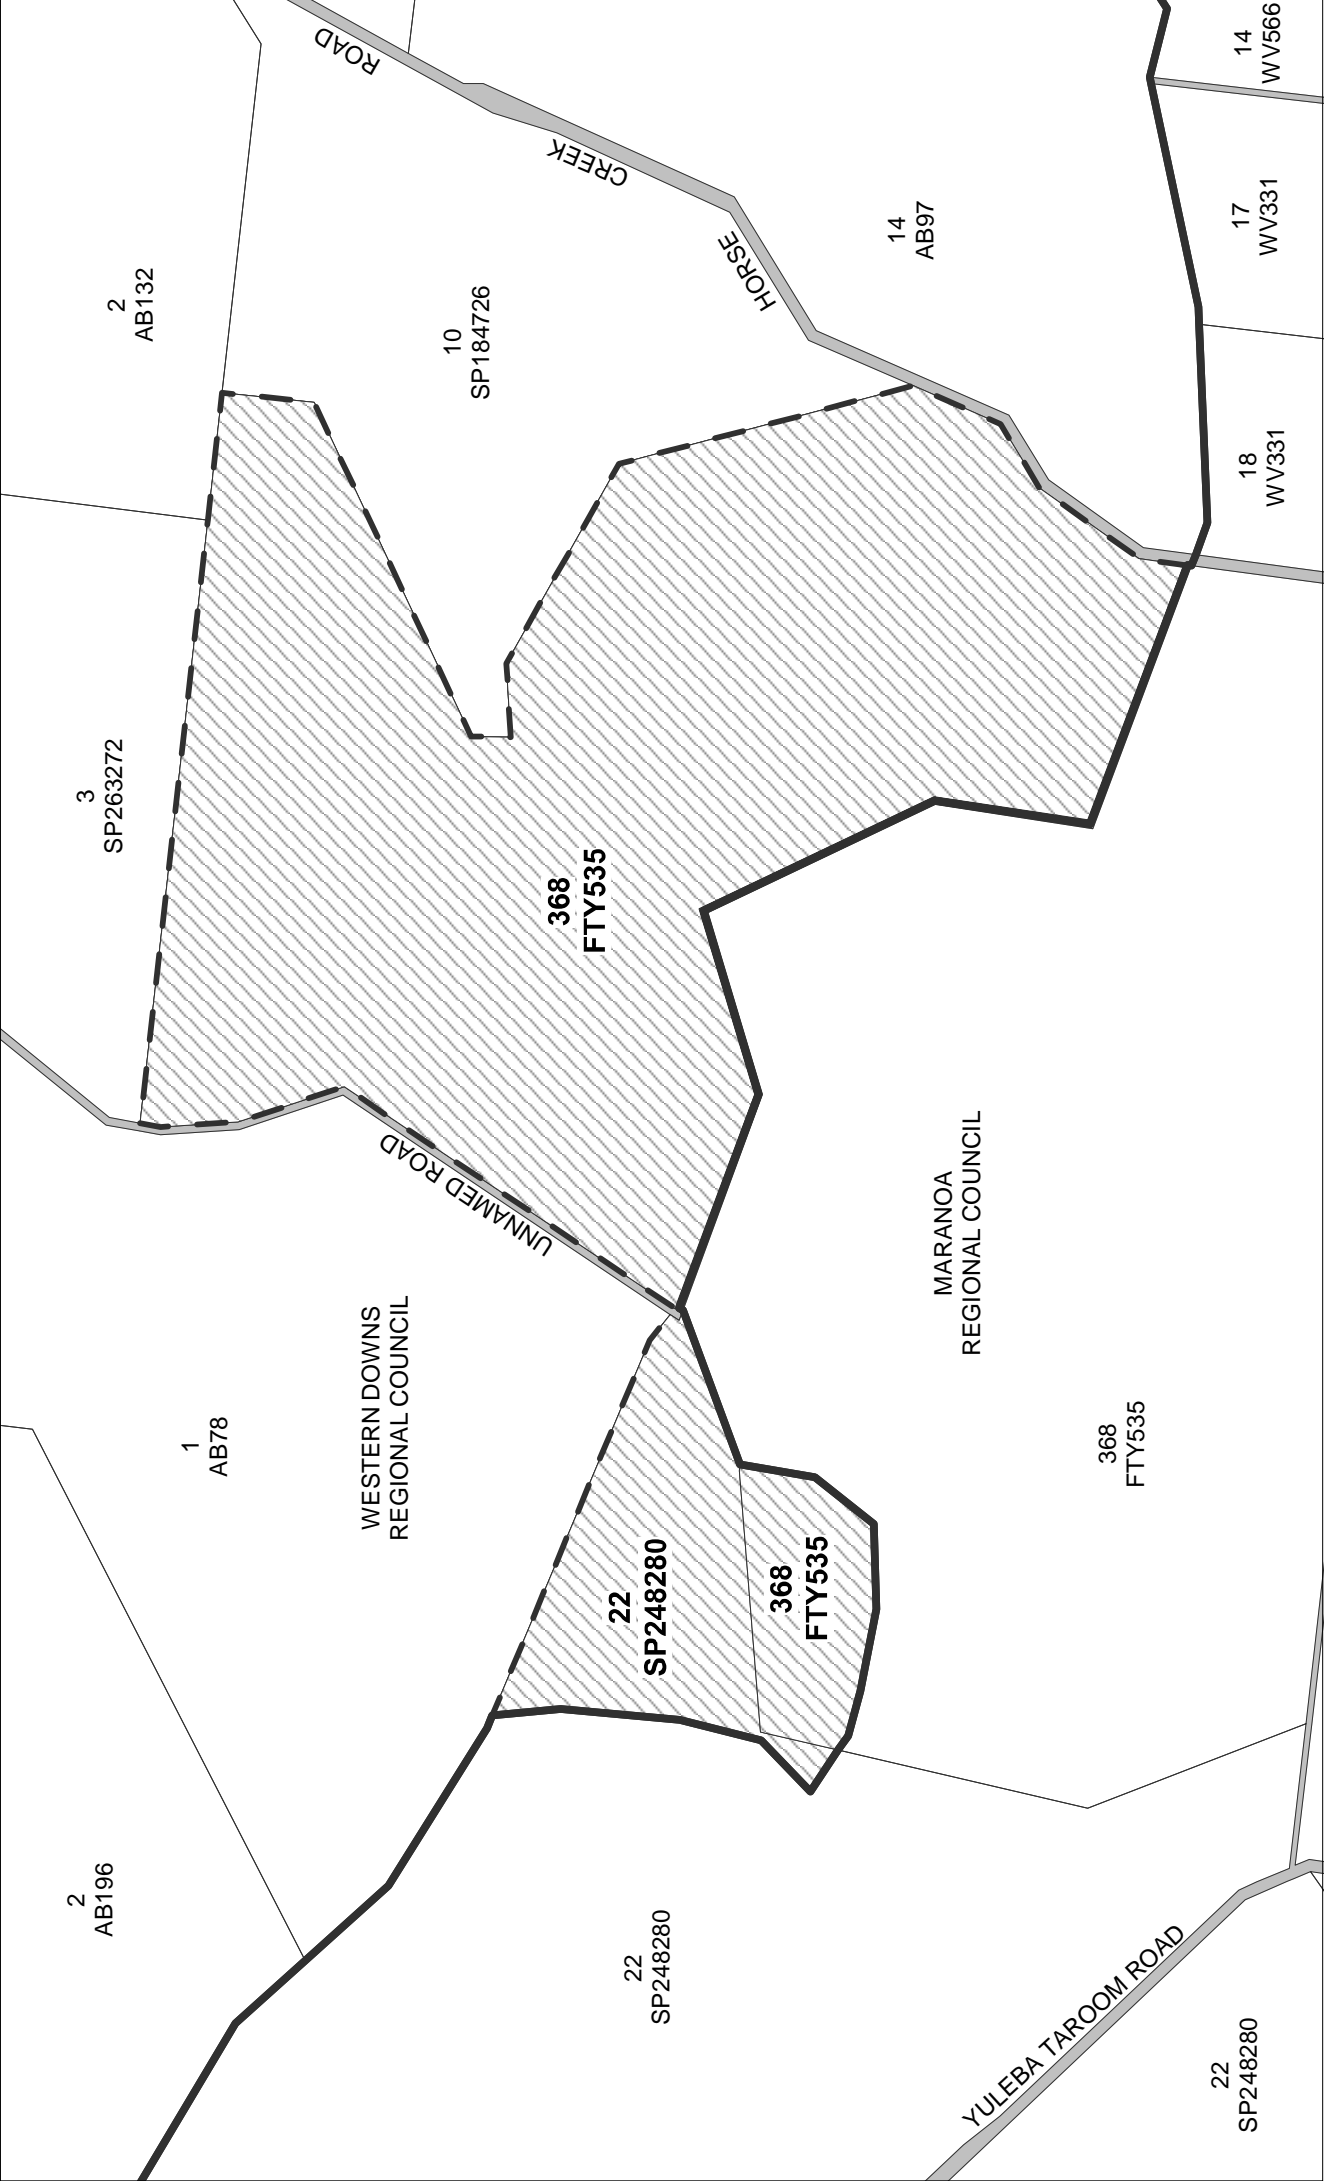 2
AB196
3
SP263272
2
AB132
1
AB78
WESTERN DOWNS
REGIONAL COUNCIL
UNNAMED ROAD
10
SP184726
368
FTY535
22
SP248280
22
SP248280
HORSE
CREEK
ROAD
368
FTY535
14
AB97
MARANOA
REGIONAL COUNCIL
YULEBA TAROOM ROAD
368
FTY535
22
SP248280
18
WV331
17
WV331
14
WV566